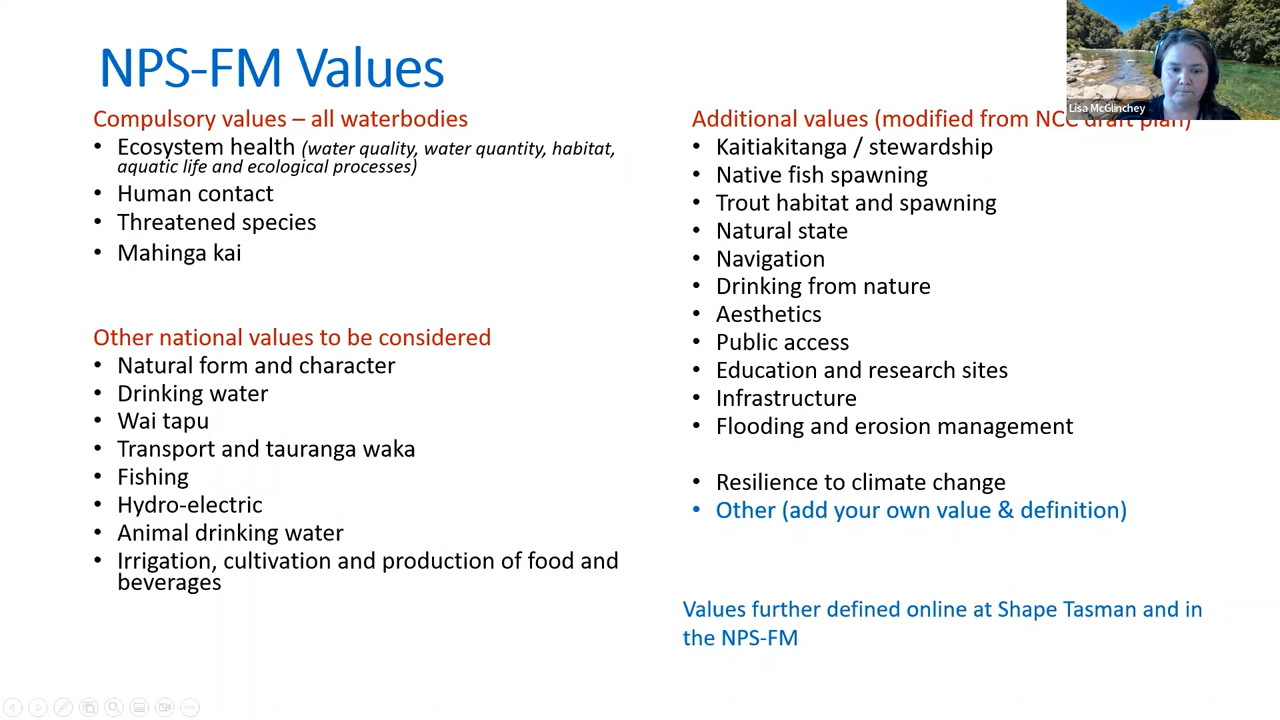 NPS-FM Values
Lisa McGlinchey
Compulsory values – all waterbodies
• Ecosystem health (water quality, water quantity, habitat,
aquatic life and ecological processes)
• Human contact
• Threatened species
• Mahinga kai
Other national values to be considered
• Natural form and character
• Drinking water
• Wai tapu
• Transport and tauranga waka
• Fishing
• Hydro-electric
• Animal drinking water
• Irrigation, cultivation and production of food and
beverages
Additional values (modified from NCC draft plan)
• Kaitiakitanga / stewardship
• Native fish spawning
• Trout habitat and spawning
• Natural state
• Navigation
• Drinking from nature
• Aesthetics
• Public access
• Education and research sites
• Infrastructure
• Flooding and erosion management
• Resilience to climate change
• Other (add your own value & definition)
Values further defined online at Shape Tasman and in
the NPS-FM